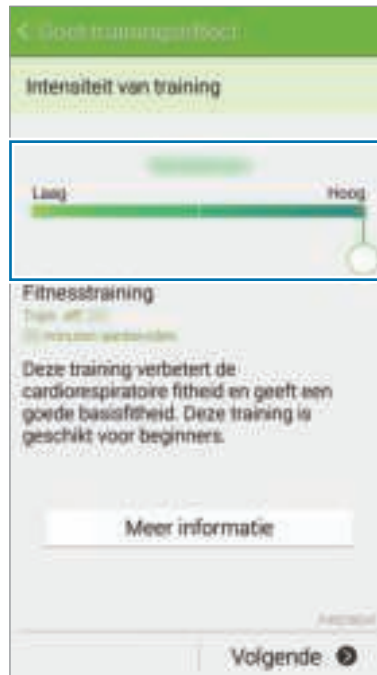 Intensiteit van training
Laag
Hoog
Fitnesstraining
Deze training verbetert de
cardiorespiratoire fitheid en geeft een
goede basisfitheid. Deze training is
geschikt voor beginners.
Meer informatie
Volgende